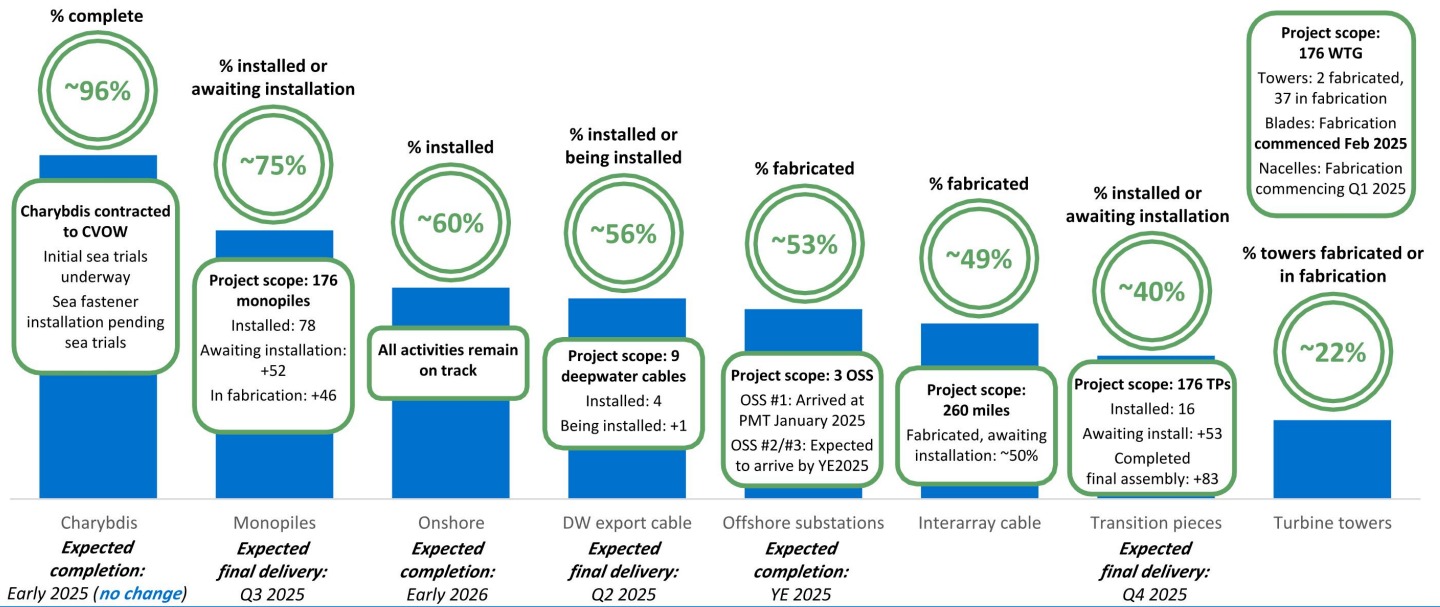 % complete
~96%
Charybdis contracted
to CVOW
Initial sea trials
underway
Sea fastener
installation pending
sea trials
Charybdis
Expected
completion:
Early 2025 (no change)
% installed or
awaiting installation
~75%
Project scope: 176
monopiles
Installed: 78
Awaiting installation:
+52
In fabrication: +46
Monopiles
Expected
final delivery:
Q3 2025
% installed
~60%
All activities remain
on track
Onshore
Expected
completion:
Early 2026
% installed or
being installed
~56%
Project scope: 9
deepwater cables
Installed: 4
Being installed: +1
DW export cable
Expected
final delivery:
Q2 2025
% fabricated
~53%
Project scope: 3 OSS
OSS #1: Arrived at
PMT January 2025
OSS #2/#3: Expected
to arrive by YE2025
Offshore substations
Expected
completion:
YE 2025
% fabricated
~49%
Project scope:
260 miles
Fabricated, awaiting
installation: ~50%
Interarray cable
% installed or
awaiting installation
~40%
Project scope: 176 TPs
Installed: 16
Awaiting install: +53
Completed
final assembly: +83
Transition pieces
Expected
final delivery:
Q4 2025
Project scope:
176 WTG
Towers: 2 fabricated,
37 in fabrication
Blades: Fabrication
commenced Feb 2025
Nacelles: Fabrication
commencing Q1 2025
% towers fabricated or
in fabrication
~22%
Turbine towers